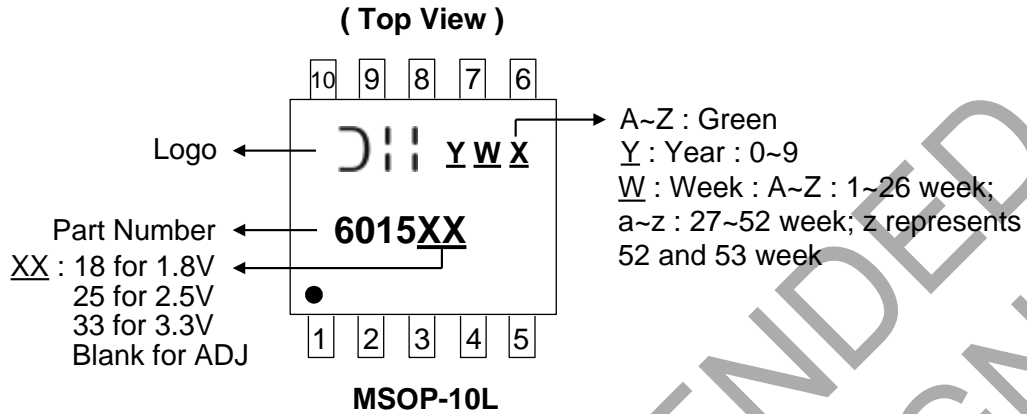 ( Top View )
10 9 8 7 6
Logo
Y W X
A~Z : Green
Y : Year : 0~9
W : Week : A~Z : 1~26 week;
a~z : 27~52 week; z represents
52 and 53 week
Part Number
6015XX
XX : 18 for 1.8V
25 for 2.5V
33 for 3.3V
Blank for ADJ
1 2 3 4 5
MSOP-10L